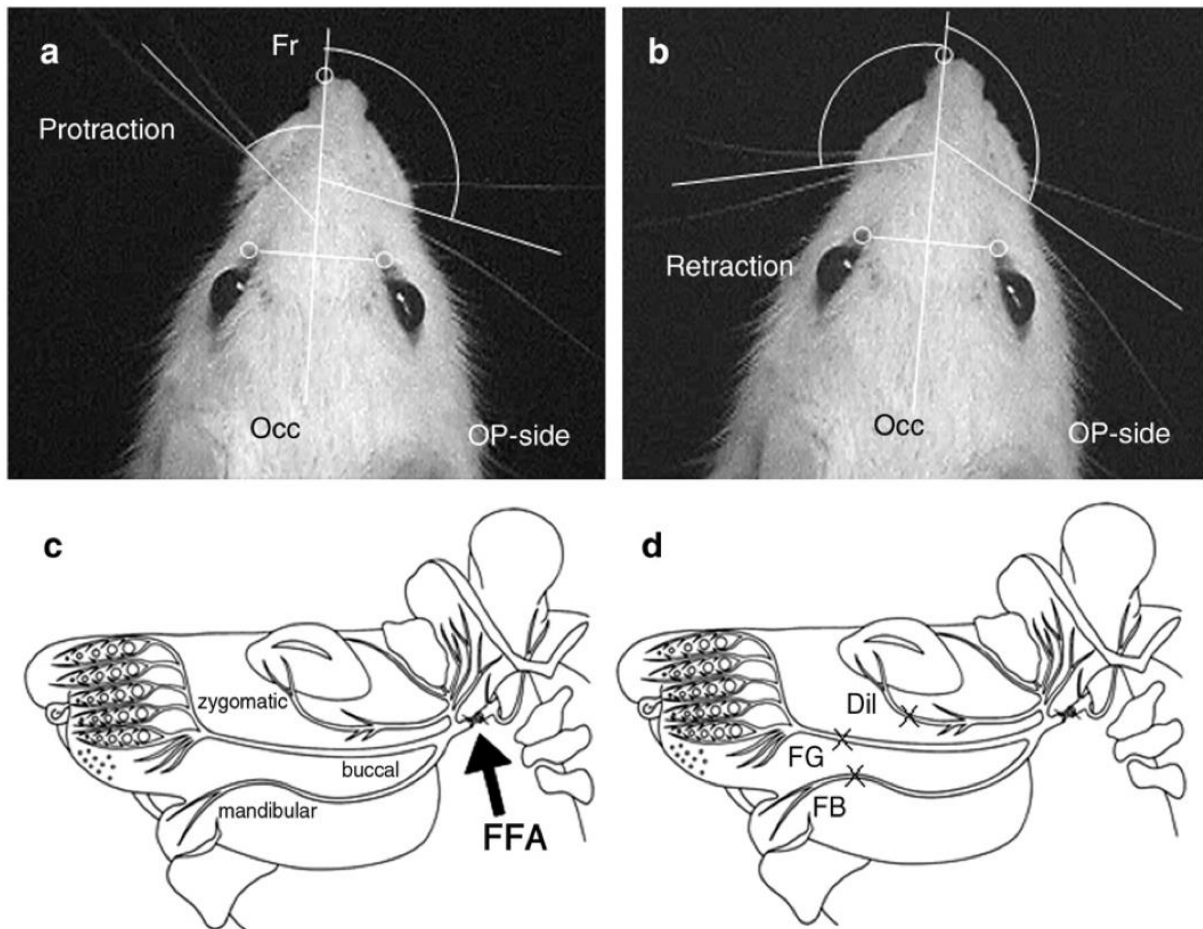 a
Fr
Protraction
Occ
OP-side
b
Retraction
Occ
OP-side
c
zygomatic
buccal
mandibular
FFA
d
Dil
FG
FB